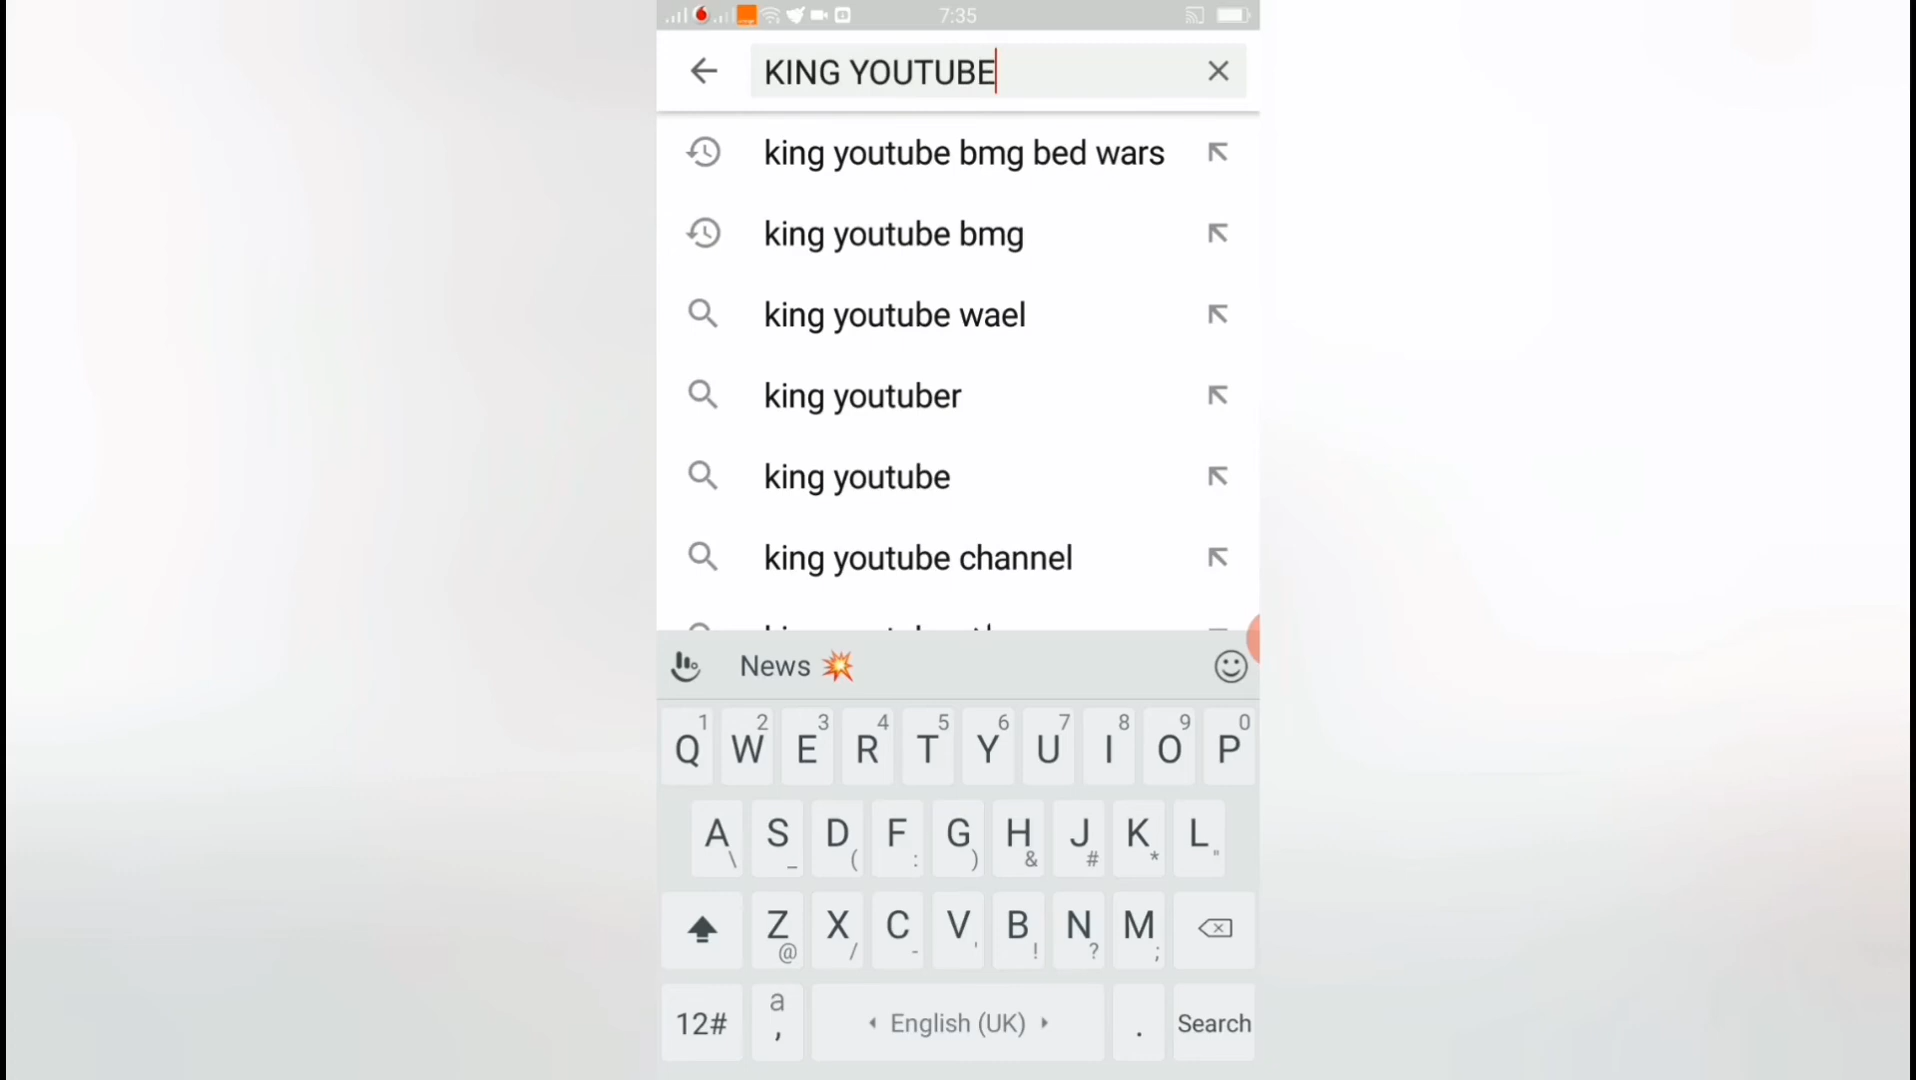 7:35
KING YOUTUBE
king youtube bmg bed wars
king youtube bmg
king youtube wael
king youtuber
king youtube
king youtube channel
News 💥
1 2 3 4 5 6 7 8 9 0
Q W E R T Y U I O P
A S D F G H J K L
\ _ ( : ) & # * "
Z X C V B N M
@ / - ' ! ? ;
12# a , English (UK) . Search